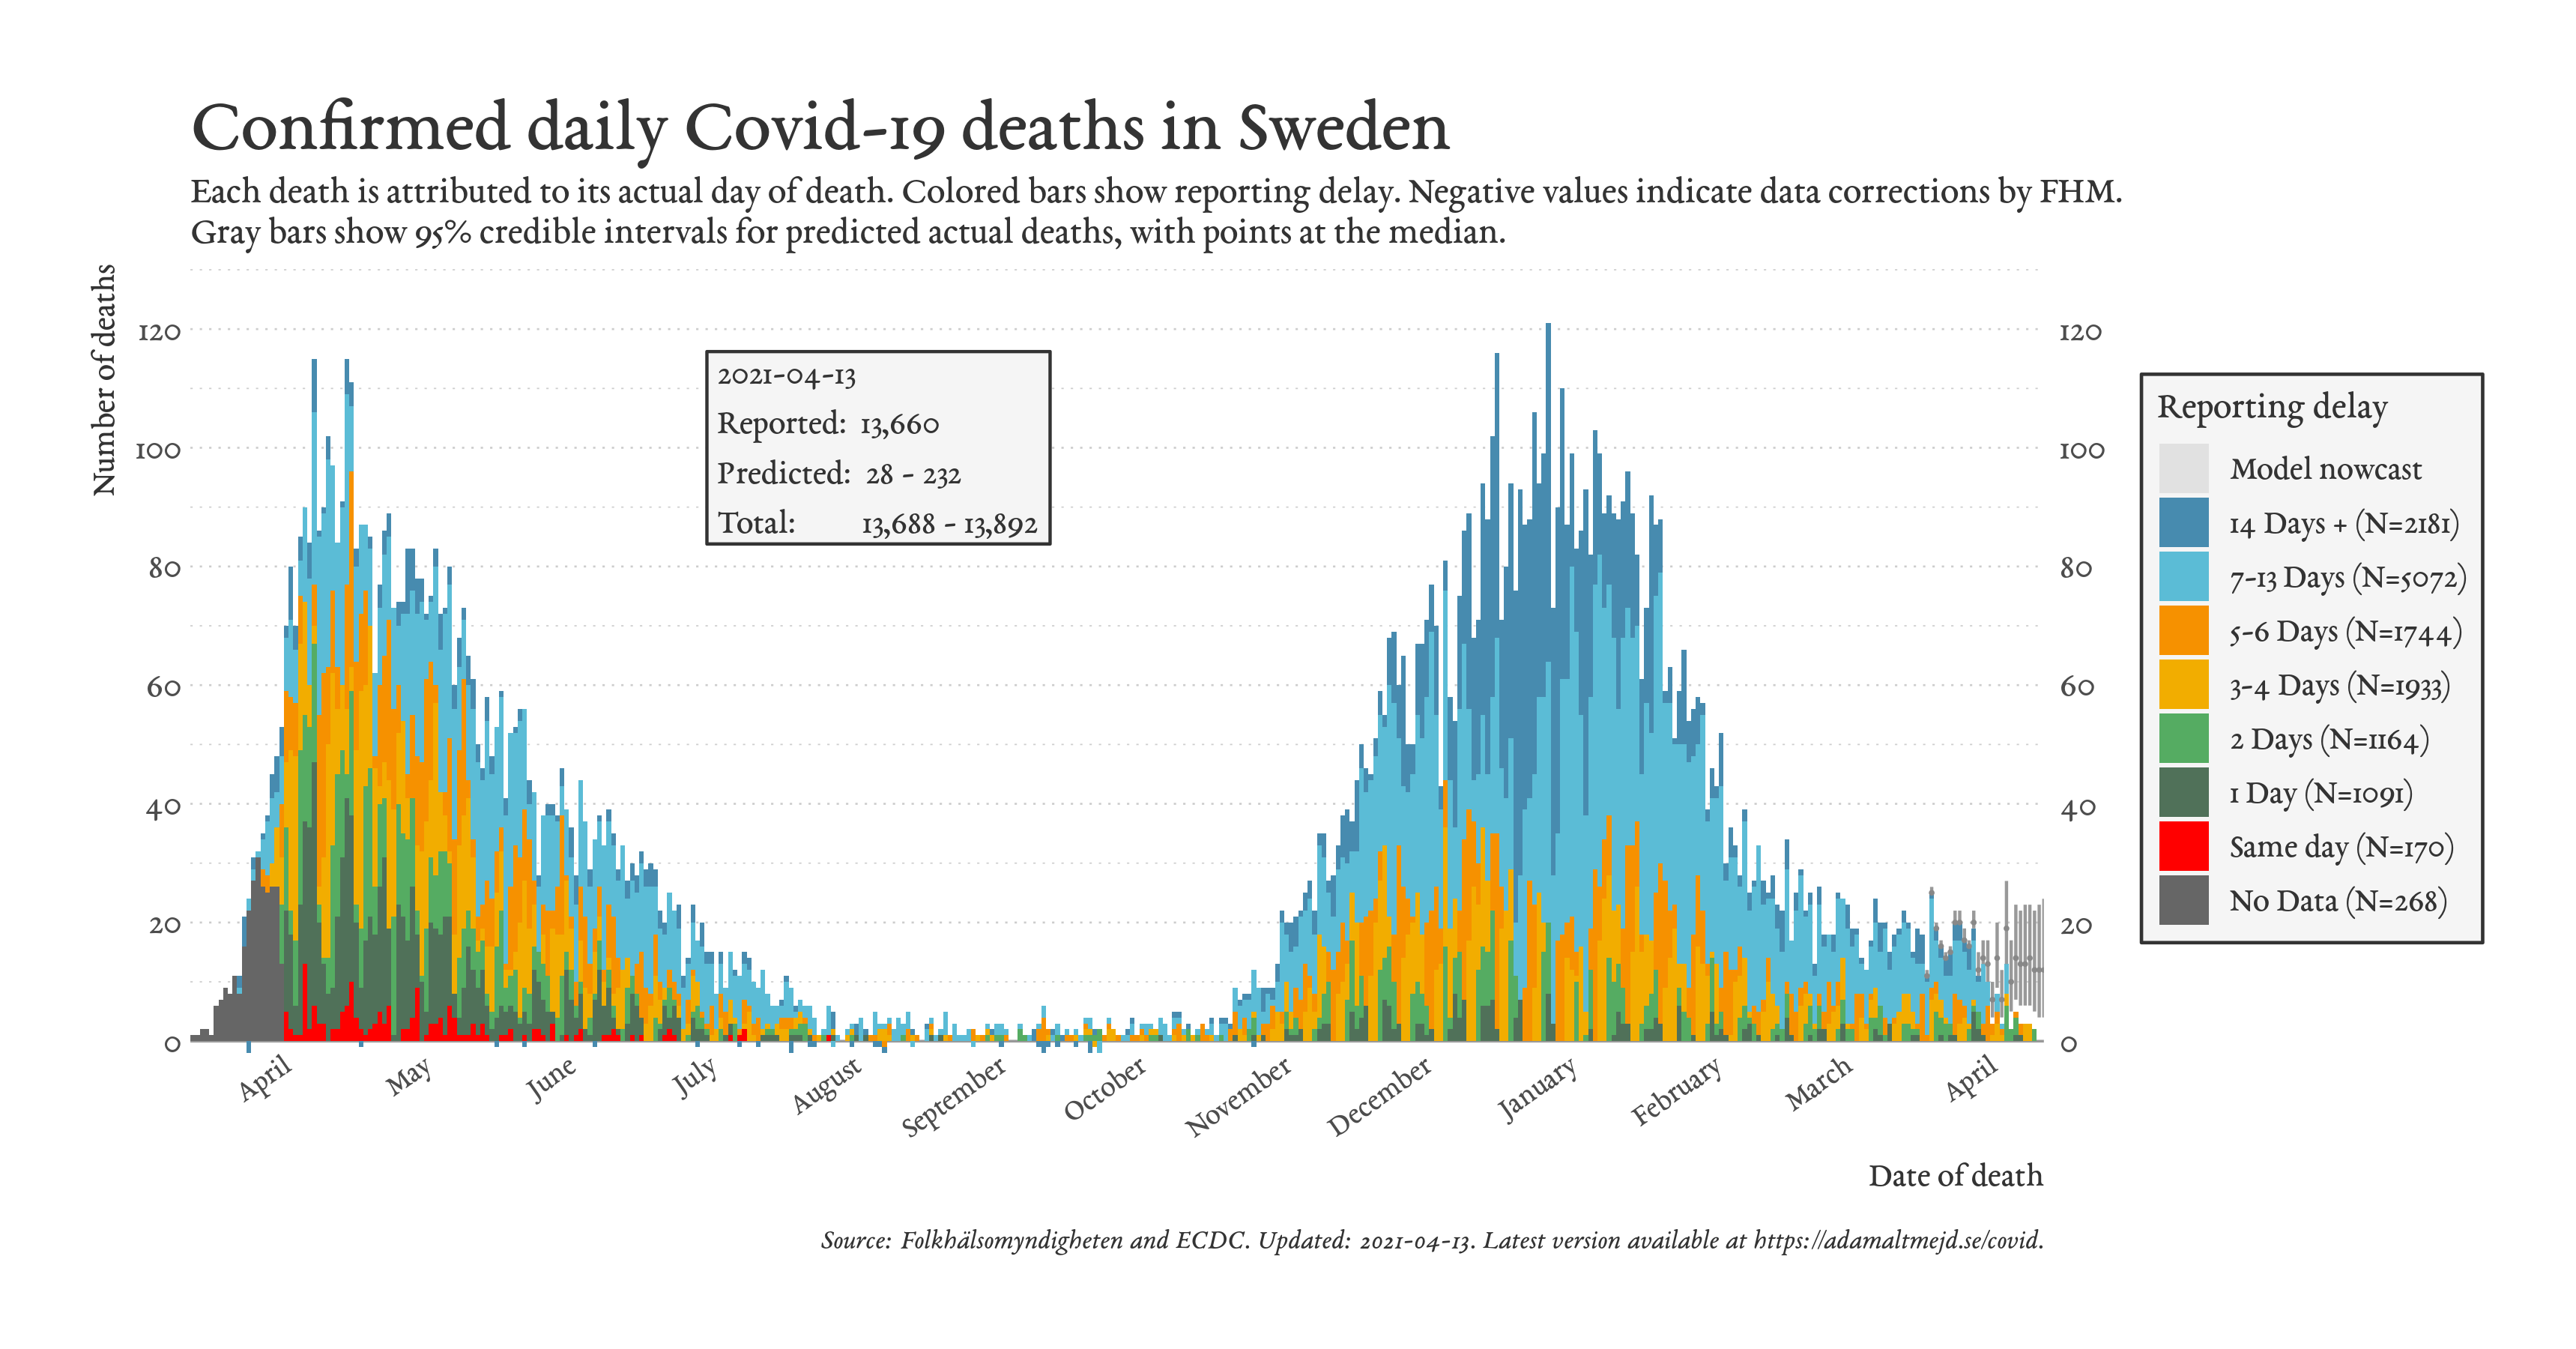 Confirmed daily Covid-19 deaths in Sweden
Each death is attributed to its actual day of death. Colored bars show reporting delay. Negative values indicate data corrections by FHM.
Gray bars show 95% credible intervals for predicted actual deaths, with points at the median.
Number of deaths
120
100
80
60
40
20
0
2021-04-13
Reported: 13,660
Predicted: 28 - 232
Total: 13,688 - 13,892
120
100
80
60
40
20
0
Reporting delay
Model nowcast
14 Days + (N=2181)
7-13 Days (N=5072)
5-6 Days (N=1744)
3-4 Days (N=1933)
2 Days (N=1164)
1 Day (N=1091)
Same day (N=170)
No Data (N=268)
April
May
June
July
August
September
October
November
December
January
February
March
April
Date of death
Source: Folkhälsomyndigheten and ECDC. Updated: 2021-04-13. Latest version available at https://adamaltmejd.se/covid.